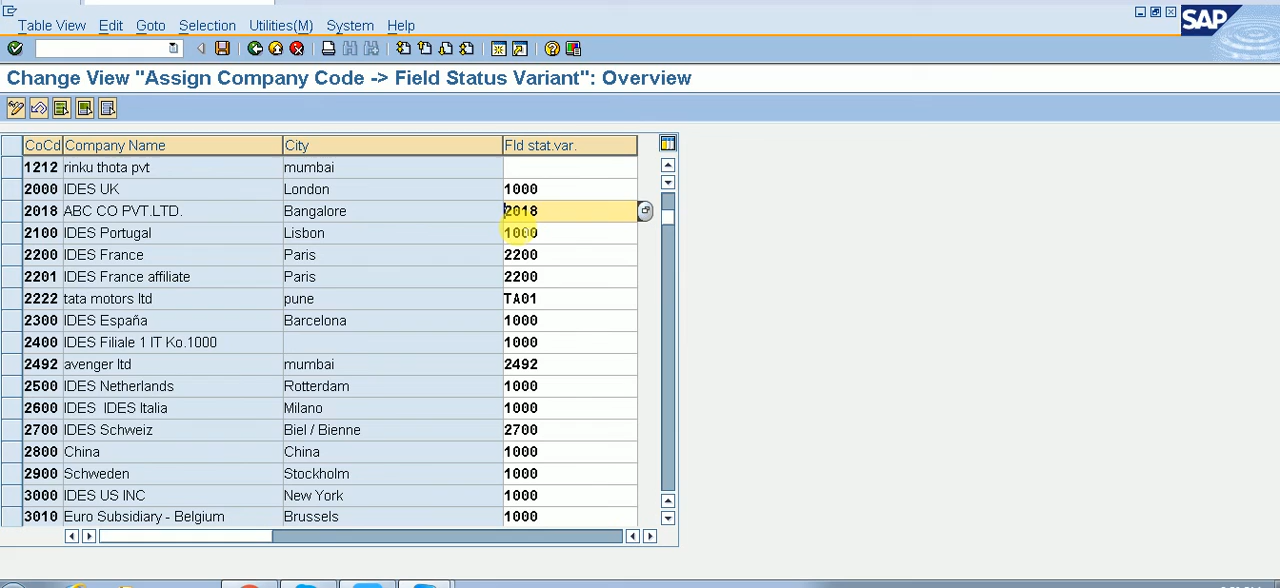 Table View Edit Goto Selection Utilities(M) System Help
SAP
Change View "Assign Company Code -> Field Status Variant": Overview
CoCd Company Name City Fld stat.var.
1212 rinku thota pvt mumbai
2000 IDES UK London 1000
2018 ABC CO PVT.LTD. Bangalore 2018
2100 IDES Portugal Lisbon 1000
2200 IDES France Paris 2200
2201 IDES France affiliate Paris 2200
2222 tata motors ltd pune TA01
2300 IDES España Barcelona 1000
2400 IDES Filiale 1 IT Ko.1000 1000
2492 avenger ltd mumbai 2492
2500 IDES Netherlands Rotterdam 1000
2600 IDES IDES Italia Milano 1000
2700 IDES Schweiz Biel / Bienne 2700
2800 China China 1000
2900 Schweden Stockholm 1000
3000 IDES US INC New York 1000
3010 Euro Subsidiary - Belgium Brussels 1000